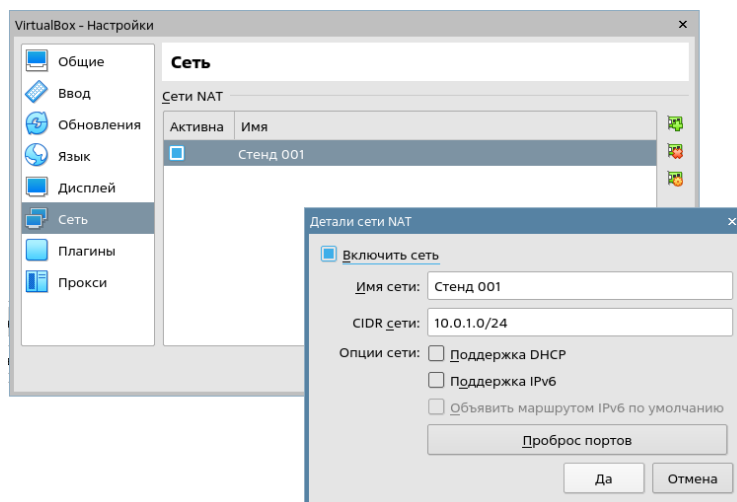 VirtualBox – Настройки
Общие
Ввод
Обновления
Язык
Дисплей
Сеть
Плагины
Прокси
Сеть
Сети NAT
Активна Имя
Стенд 001
Детали сети NAT
Включить сеть
Имя сети: Стенд 001
CIDR сети: 10.0.1.0/24
Опции сети: Поддержка DHCP
Поддержка IPv6
Объявить маршрутом IPv6 по умолчанию
Проброс портов
Да Отмена